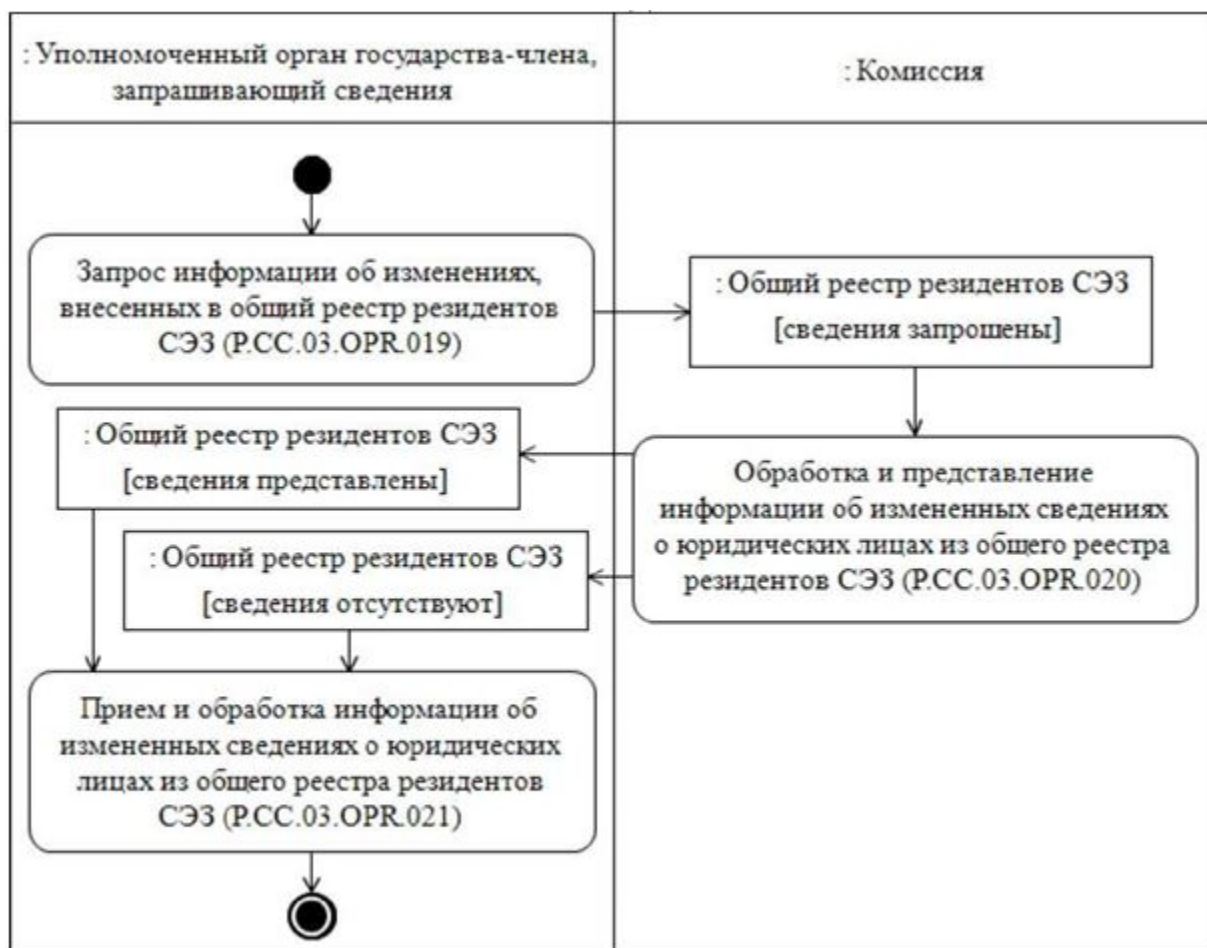 : Уполномоченный орган государства-члена,
запрашивающий сведения
: Комиссия
Запрос информации об изменениях,
внесенных в общий реестр резидентов
СЭЗ (P.CC.03.OPR.019)
: Общий реестр резидентов СЭЗ
[сведения запрошены]
: Общий реестр резидентов СЭЗ
[сведения представлены]
Обработка и представление
информации об измененных сведениях
о юридических лицах из общего реестра
резидентов СЭЗ (P.CC.03.OPR.020)
: Общий реестр резидентов СЭЗ
[сведения отсутствуют]
Прием и обработка информации об
измененных сведениях о юридических
лицах из общего реестра резидентов
СЭЗ (P.CC.03.OPR.021)